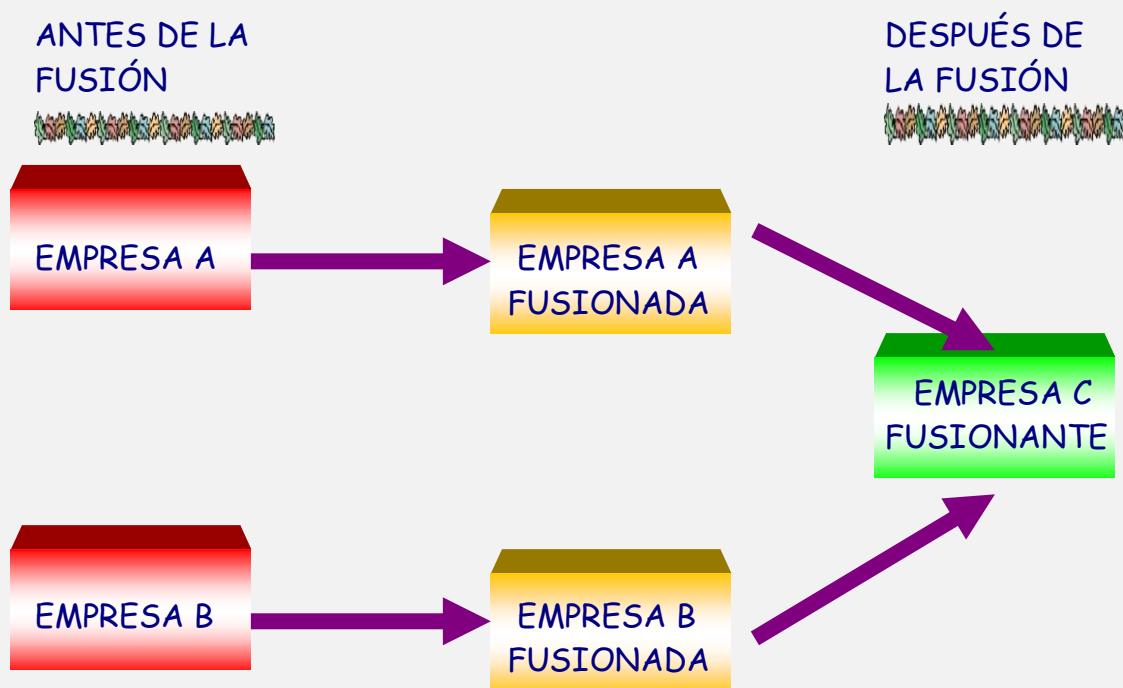 ANTES DE LA
FUSIÓN
DESPUÉS DE
LA FUSIÓN
EMPRESA A
EMPRESA A
FUSIONADA
EMPRESA C
FUSIONANTE
EMPRESA B
EMPRESA B
FUSIONADA